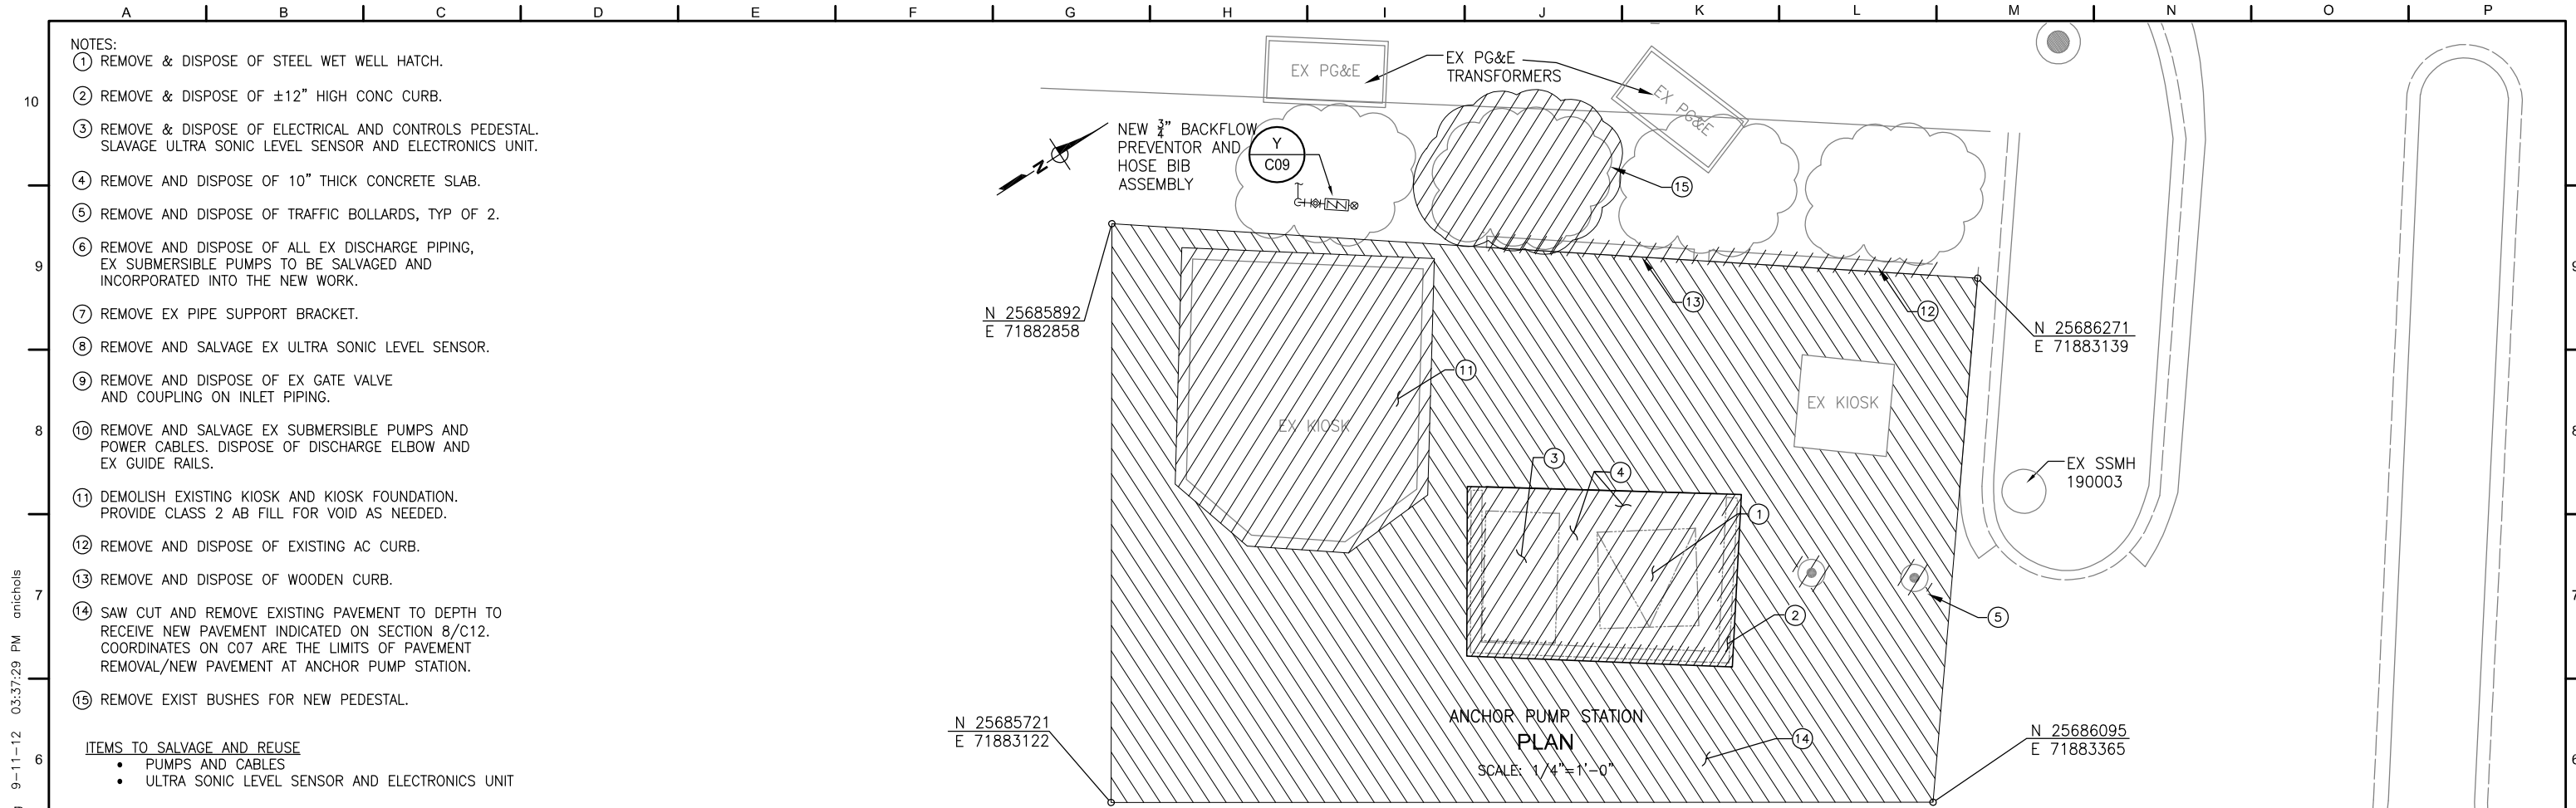 A B C D E F G H I J K L M N O P
NOTES:
1 REMOVE & DISPOSE OF STEEL WET WELL HATCH.
2 REMOVE & DISPOSE OF ±12" HIGH CONC CURB.
3 REMOVE & DISPOSE OF ELECTRICAL AND CONTROLS PEDESTAL.
SLAVAGE ULTRA SONIC LEVEL SENSOR AND ELECTRONICS UNIT.
4 REMOVE AND DISPOSE OF 10" THICK CONCRETE SLAB.
5 REMOVE AND DISPOSE OF TRAFFIC BOLLARDS, TYP OF 2.
6 REMOVE AND DISPOSE OF ALL EX DISCHARGE PIPING,
EX SUBMERSIBLE PUMPS TO BE SALVAGED AND
INCORPORATED INTO THE NEW WORK.
7 REMOVE EX PIPE SUPPORT BRACKET.
8 REMOVE AND SALVAGE EX ULTRA SONIC LEVEL SENSOR.
9 REMOVE AND DISPOSE OF EX GATE VALVE
AND COUPLING ON INLET PIPING.
10 REMOVE AND SALVAGE EX SUBMERSIBLE PUMPS AND
POWER CABLES. DISPOSE OF DISCHARGE ELBOW AND
EX GUIDE RAILS.
11 DEMOLISH EXISTING KIOSK AND KIOSK FOUNDATION.
PROVIDE CLASS 2 AB FILL FOR VOID AS NEEDED.
12 REMOVE AND DISPOSE OF EXISTING AC CURB.
13 REMOVE AND DISPOSE OF WOODEN CURB.
14 SAW CUT AND REMOVE EXISTING PAVEMENT TO DEPTH TO
RECEIVE NEW PAVEMENT INDICATED ON SECTION 8/C12.
COORDINATES ON C07 ARE THE LIMITS OF PAVEMENT
REMOVAL/NEW PAVEMENT AT ANCHOR PUMP STATION.
15 REMOVE EXIST BUSHES FOR NEW PEDESTAL.
ITEMS TO SALVAGE AND REUSE
• PUMPS AND CABLES
• ULTRA SONIC LEVEL SENSOR AND ELECTRONICS UNIT
10
9
8
7
6
9-11-12 03:37:29 PM anichols
EX PG&E
EX PG&E
TRANSFORMERS
EX PG&E
N
NEW 3/4" BACKFLOW
PREVENTOR AND
HOSE BIB
ASSEMBLY
Y
C09
15
N 25685892
E 71882858
13
12
N 25686271
E 71883139
11
EX KIOSK
EX KIOSK
3
4
1
EX SSMH
190003
2
5
N 25685721
E 71883122
ANCHOR PUMP STATION
PLAN
SCALE: 1/4"=1'-0"
14
N 25686095
E 71883365
9
8
7
6